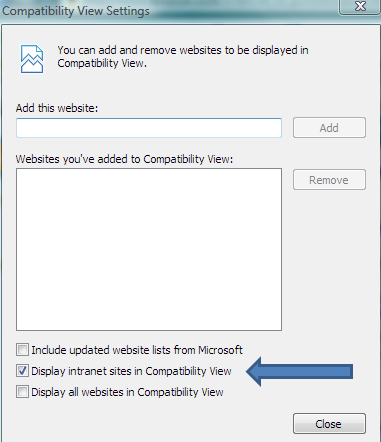 Compatibility View Settings
You can add and remove websites to be displayed in
Compatibility View.
Add this website:
Add
Websites you've added to Compatibility View:
Remove
Include updated website lists from Microsoft
Display intranet sites in Compatibility View
Display all websites in Compatibility View
Close